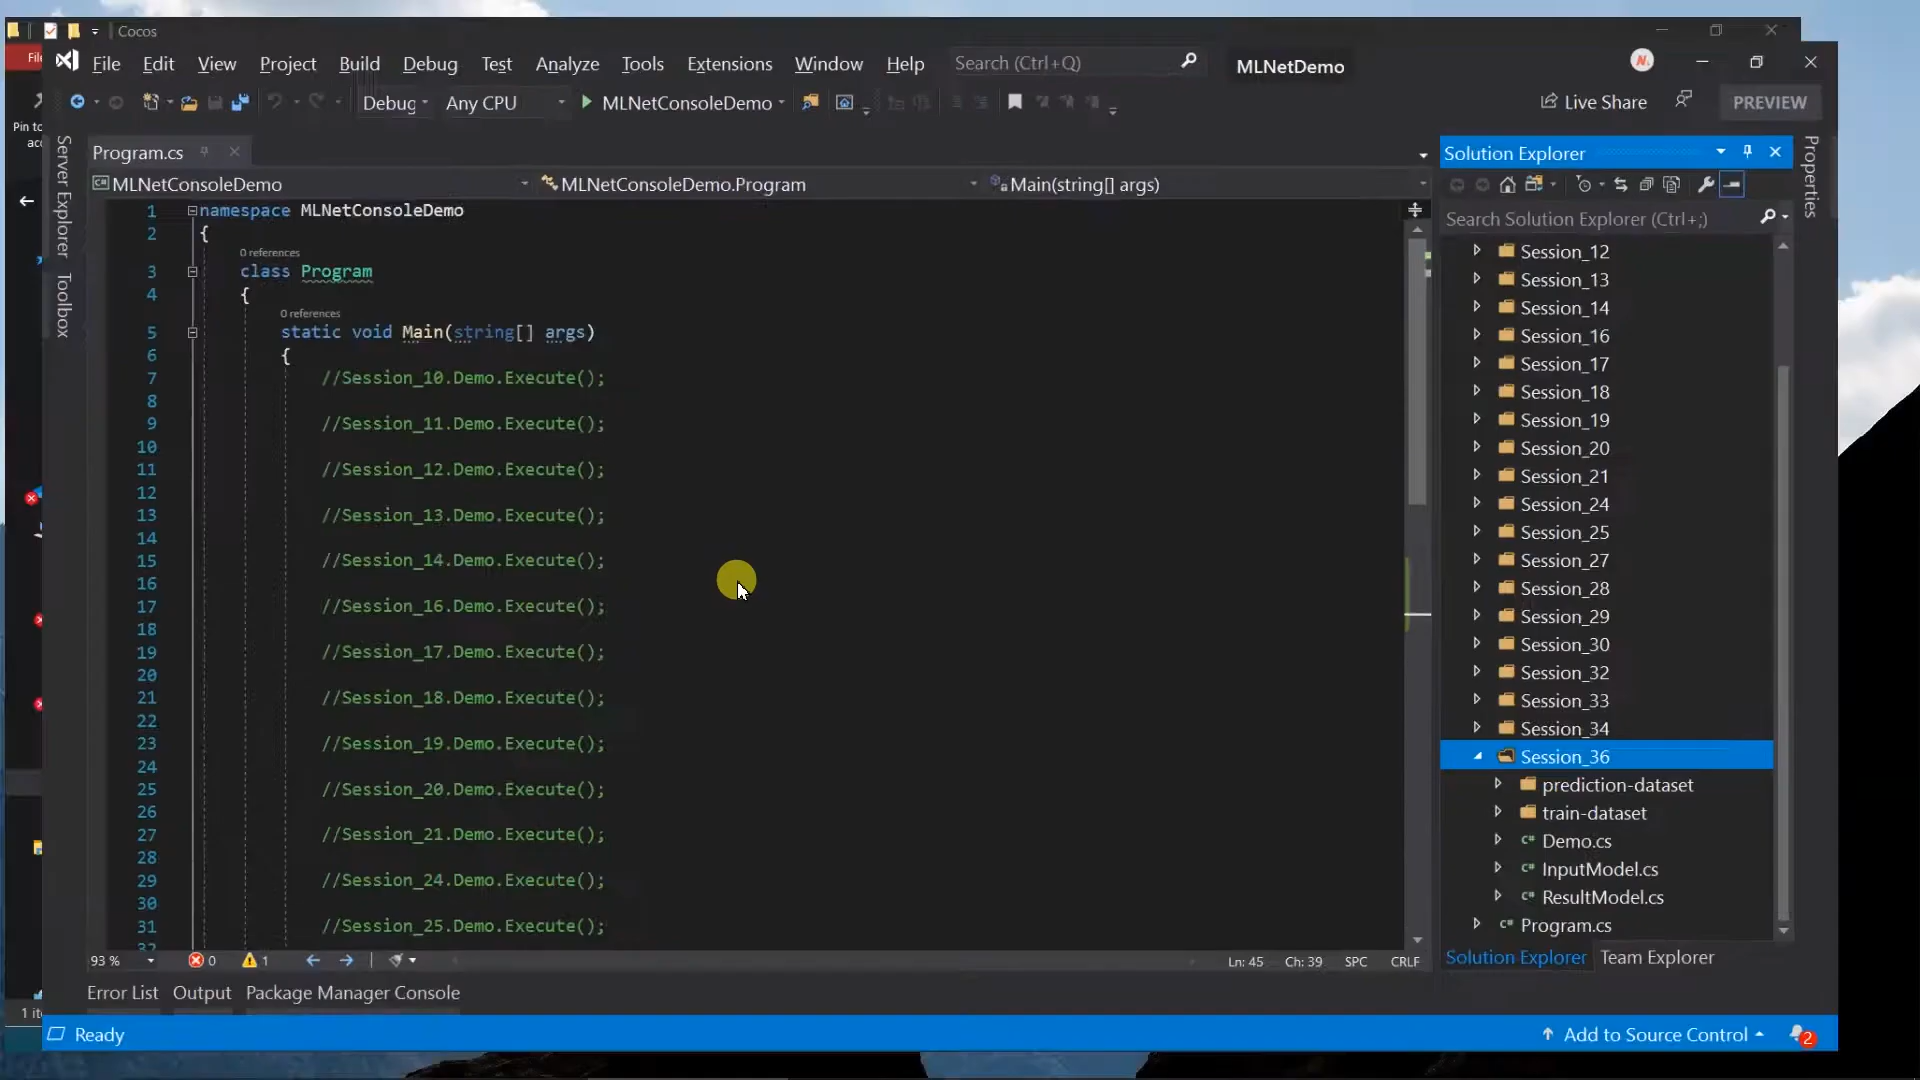 Cocos
File
File Edit View Project Build Debug Test Analyze Tools Extensions Window Help Search (Ctrl+Q) MLNetDemo
Debug Any CPU MLNetConsoleDemo Live Share PREVIEW
Pin to
Server Explorer
Toolbox
Program.cs
MLNetConsoleDemo MLNetConsoleDemo.Program Main(string[] args)
1 namespace MLNetConsoleDemo
2 {
0 references
3 class Program
4 {
0 references
5 static void Main(string[] args)
6 {
7 //Session_10.Demo.Execute();
8
9 //Session_11.Demo.Execute();
10
11 //Session_12.Demo.Execute();
12
13 //Session_13.Demo.Execute();
14
15 //Session_14.Demo.Execute();
16
17 //Session_16.Demo.Execute();
18
19 //Session_17.Demo.Execute();
20
21 //Session_18.Demo.Execute();
22
23 //Session_19.Demo.Execute();
24
25 //Session_20.Demo.Execute();
26
27 //Session_21.Demo.Execute();
28
29 //Session_24.Demo.Execute();
30
31 //Session_25.Demo.Execute();
32
93 % 0 1 Ln: 45 Ch: 39 SPC CRLF
Error List Output Package Manager Console
Solution Explorer
Search Solution Explorer (Ctrl+;)
Session_12
Session_13
Session_14
Session_16
Session_17
Session_18
Session_19
Session_20
Session_21
Session_24
Session_25
Session_27
Session_28
Session_29
Session_30
Session_32
Session_33
Session_34
Session_36
prediction-dataset
train-dataset
C# Demo.cs
C# InputModel.cs
C# ResultModel.cs
C# Program.cs
Solution Explorer Team Explorer
Properties
Ready Add to Source Control 2